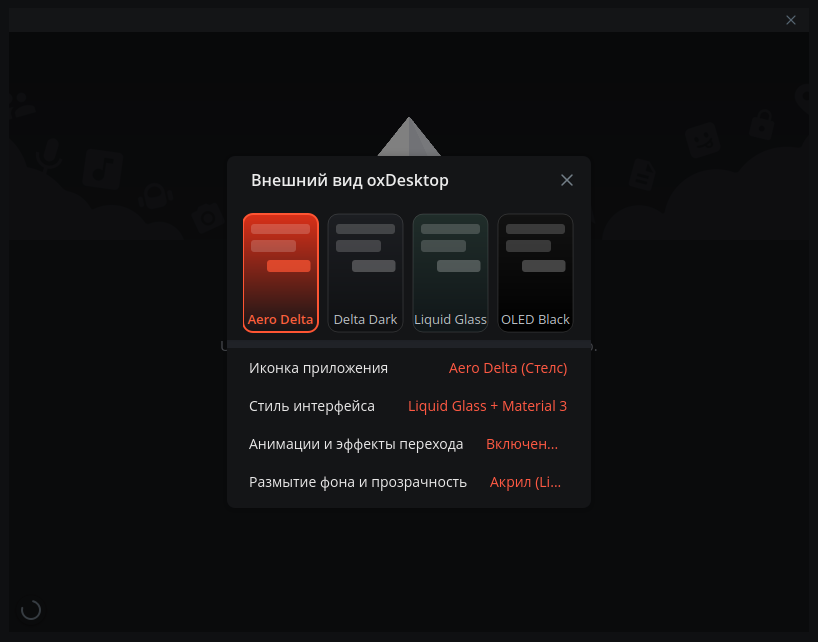 Внешний вид oxDesktop
Aero Delta
Delta Dark
Liquid Glass
OLED Black
Иконка приложения
Aero Delta (Стелс)
Стиль интерфейса
Liquid Glass + Material 3
Анимации и эффекты перехода
Включен...
Размытие фона и прозрачность
Акрил (Li...